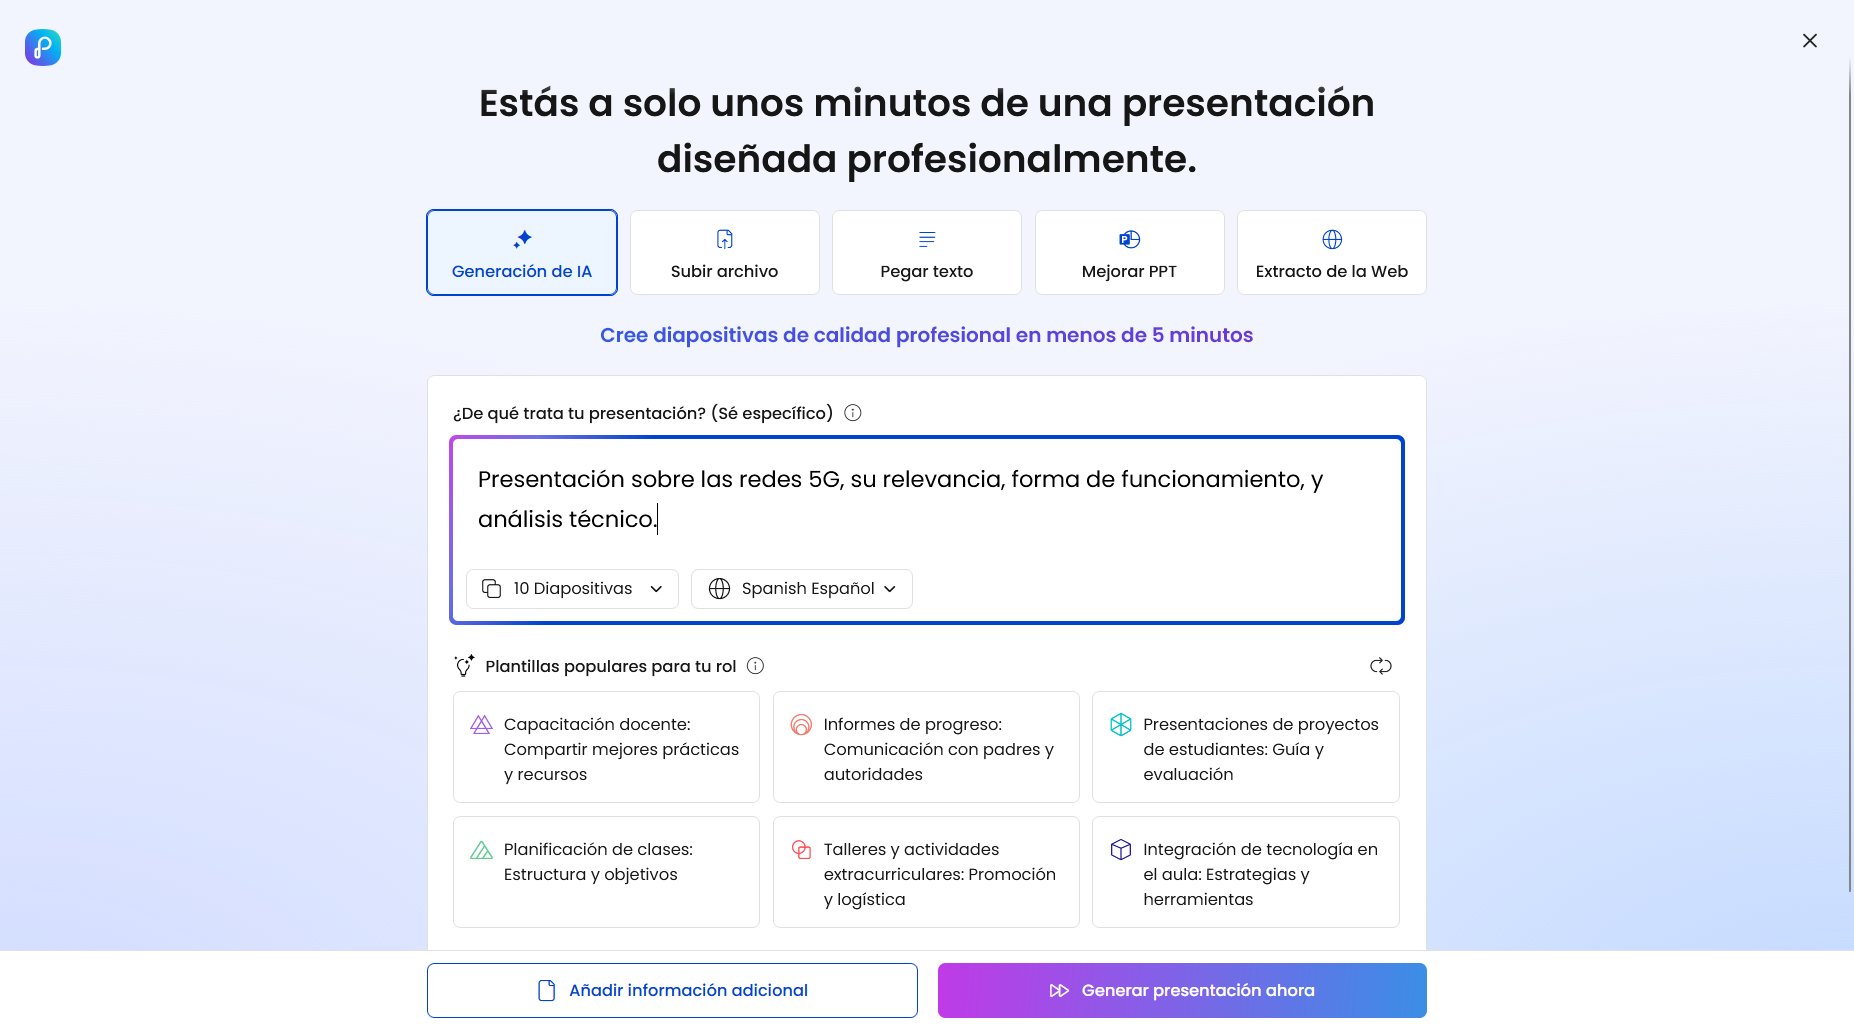 Estás a solo unos minutos de una presentación
diseñada profesionalmente.
Generación de IA
Subir archivo
Pegar texto
Mejorar PPT
Extracto de la Web
Cree diapositivas de calidad profesional en menos de 5 minutos
¿De qué trata tu presentación? (Sé específico)
Presentación sobre las redes 5G, su relevancia, forma de funcionamiento, y
análisis técnico.
10 Diapositivas
Spanish Español
Plantillas populares para tu rol
Capacitación docente:
Compartir mejores prácticas
y recursos
Informes de progreso:
Comunicación con padres y
autoridades
Presentaciones de proyectos
de estudiantes: Guía y
evaluación
Planificación de clases:
Estructura y objetivos
Talleres y actividades
extracurriculares: Promoción
y logística
Integración de tecnología en
el aula: Estrategias y
herramientas
Añadir información adicional
Generar presentación ahora